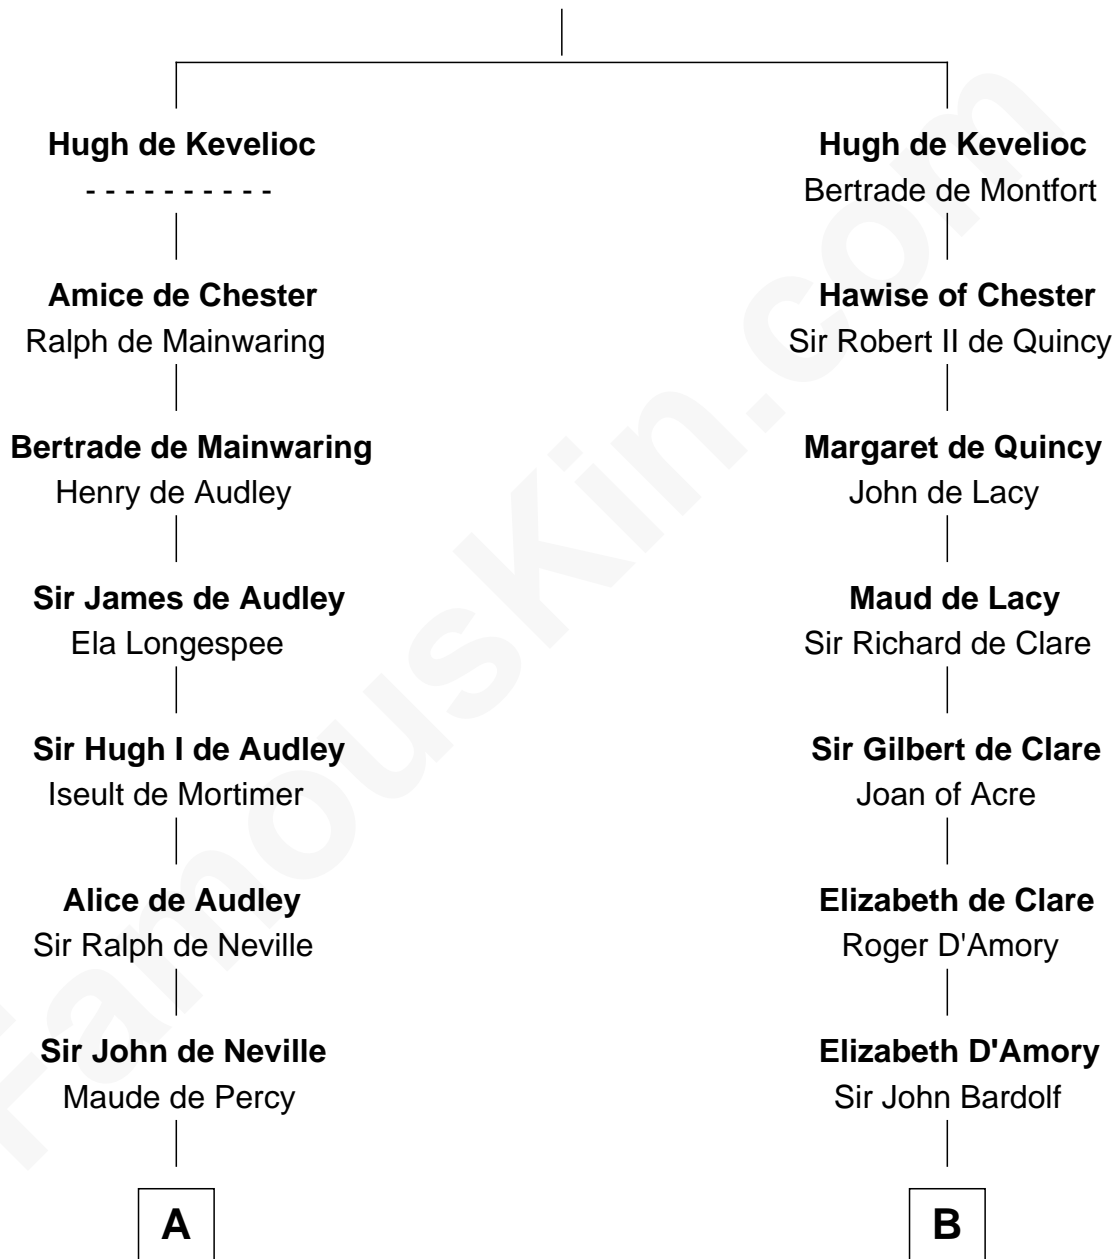 Hugh de Kevelioc
- - - - - - - - - -
Amice de Chester
Ralph de Mainwaring
Bertrade de Mainwaring
Henry de Audley
Sir James de Audley
Ela Longespee
Sir Hugh I de Audley
Iseult de Mortimer
Alice de Audley
Sir Ralph de Neville
Sir John de Neville
Maude de Percy
A
Hugh de Kevelioc
Bertrade de Montfort
Hawise of Chester
Sir Robert II de Quincy
Margaret de Quincy
John de Lacy
Maud de Lacy
Sir Richard de Clare
Sir Gilbert de Clare
Joan of Acre
Elizabeth de Clare
Roger D'Amory
Elizabeth D'Amory
Sir John Bardolf
B
FamousKin.com